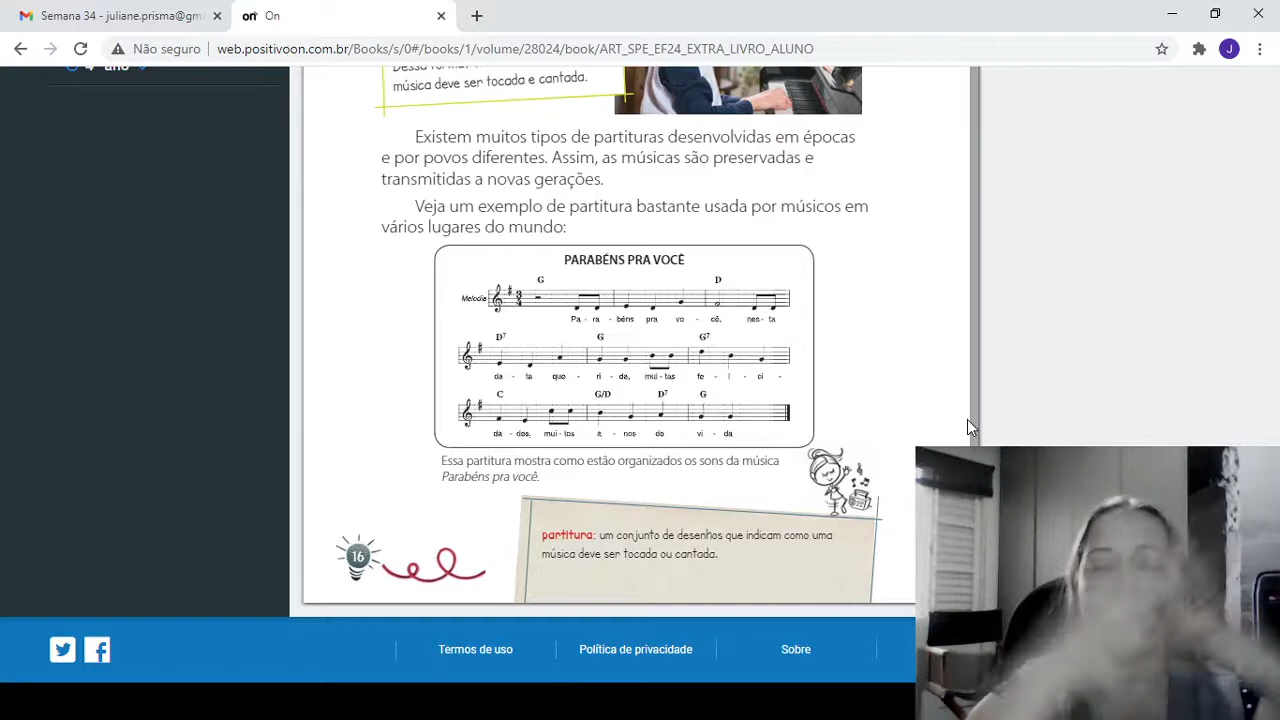 Semana 34 - juliane.prisma@gm
On
Não seguro
web.positivoon.com.br/Books/s/0#/books/1/volume/28024/book/ART_SPE_EF24_EXTRA_LIVRO_ALUNO
J
4º ano
Dessa forma
música deve ser tocada e cantada.
Existem muitos tipos de partituras desenvolvidas em épocas
e por povos diferentes. Assim, as músicas são preservadas e
transmitidas a novas gerações.
Veja um exemplo de partitura bastante usada por músicos em
vários lugares do mundo:
PARABÉNS PRA VOCÊ
G D
Melodia
3
4
Pa - ra - béns pra vo - cê, nes - ta
D7 G G7
da - ta que - ri - da, mui - tas fe - li - ci -
C G/D D7 G
da - des, mui - tos a - nos de vi - da
Essa partitura mostra como estão organizados os sons da música
Parabéns pra você.
partitura: um conjunto de desenhos que indicam como uma
música deve ser tocada ou cantada.
16
Termos de uso
Política de privacidade
Sobre